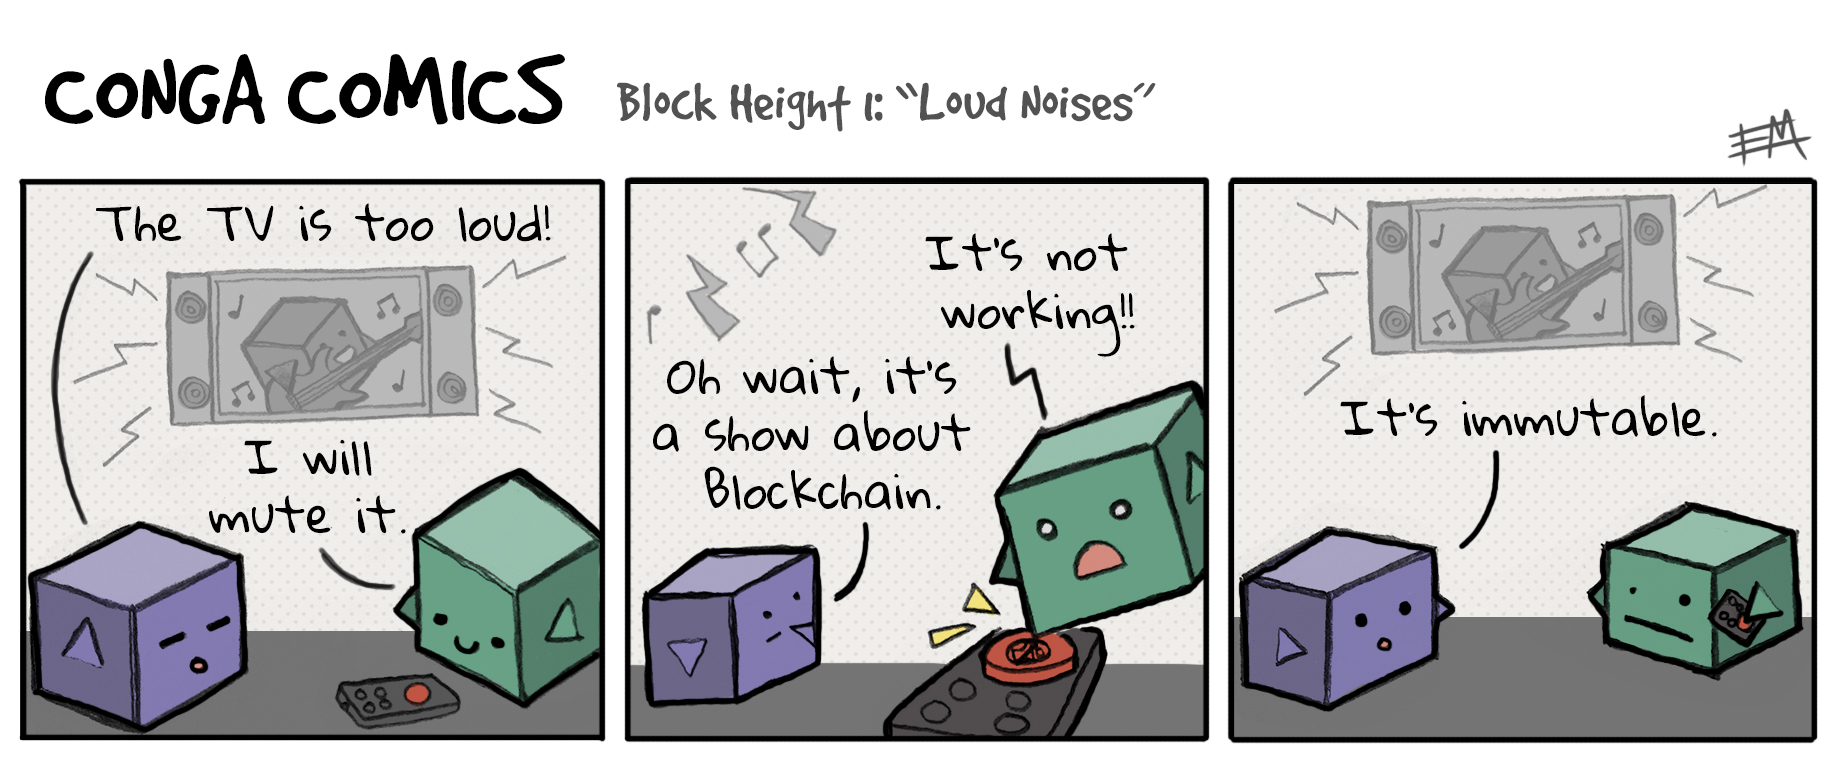 CONGA COMICS
Block Height 1: "Loud Noises"
EM
The TV is too loud!
I will
mute it.
It's not
working!!
Oh wait, it's
a show about
Blockchain.
It's immutable.